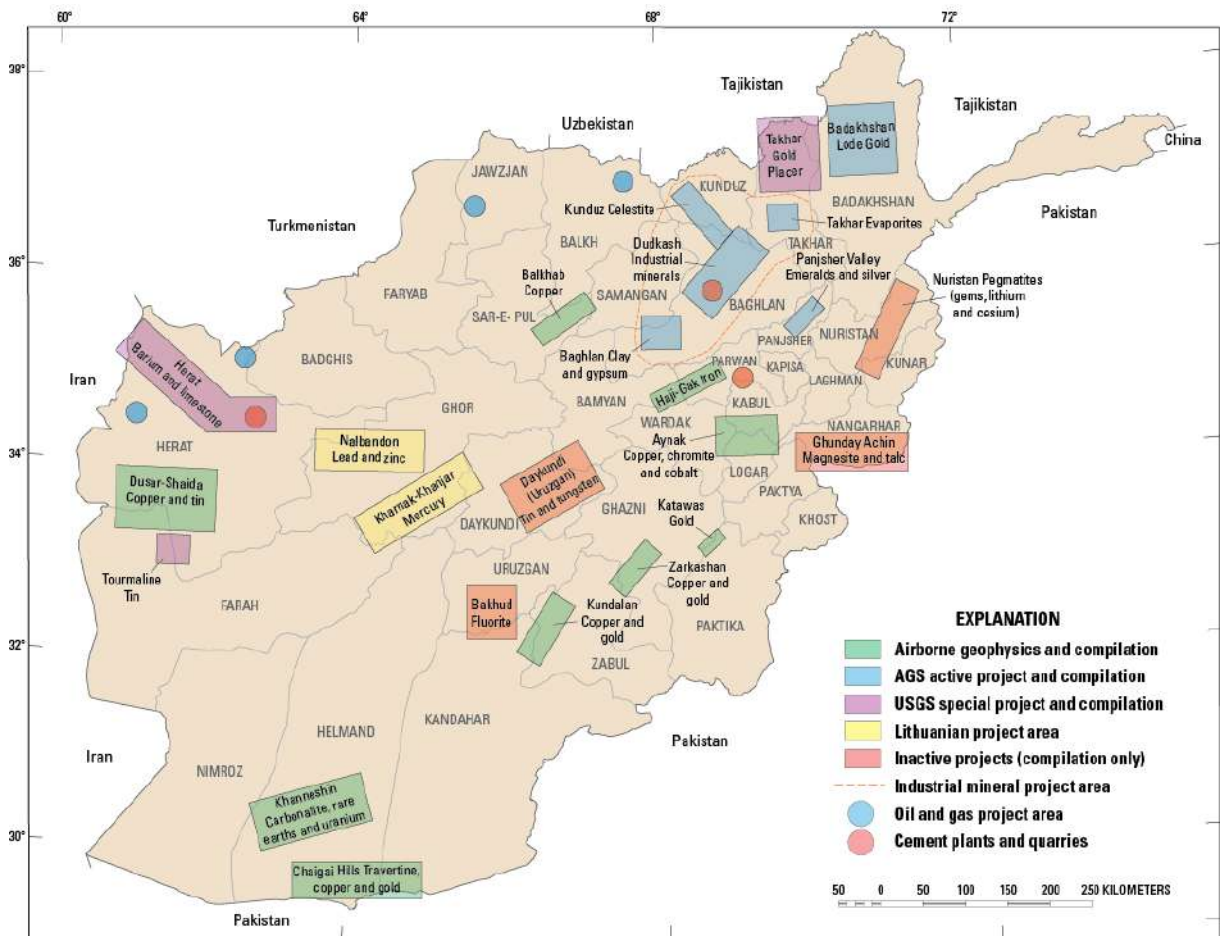 60°
64°
68°
72°
38°
36°
34°
32°
30°
Tajikistan
Tajikistan
Uzbekistan
China
Turkmenistan
Pakistan
Iran
Iran
Pakistan
Pakistan
JAWZJAN
KUNDUZ
BADAKHSHAN
BALKH
TAKHAR
FARYAB
SAR-E- PUL
SAMANGAN
BAGHLAN
BADGHIS
PANJSHER
NURISTAN
KUNAR
PARWAN
KAPISA
LAGHMAN
BAMYAN
KABUL
GHOR
WARDAK
NANGARHAR
HERAT
LOGAR
PAKTYA
DAYKUNDI
GHAZNI
KHOST
URUZGAN
FARAH
PAKTIKA
ZABUL
HELMAND
KANDAHAR
NIMROZ
Takhar
Gold
Placer
Badakhshan
Lode Gold
Kunduz Celestite
Takhar Evaporites
Dudkash
Industrial
minerals
Panjsher Valley
Emeralds and silver
Nuristan Pegmatites
(gems, lithium
and cesium)
Balkhab
Copper
Baghlan Clay
and gypsum
Herat
Barium and limestone
Haji-Gak Iron
Nalbandon
Lead and zinc
Aynak
Copper, chromite
and cobalt
Ghunday Achin
Magnesite and talc
Dusar-Shaida
Copper and tin
Kharnak-Khanjar
Mercury
Daykundi
(Uruzgan)
Tin and tungsten
Katawas
Gold
Tourmaline
Tin
Zarkashan
Copper and
gold
Bakhud
Fluorite
Kundalan
Copper and
gold
Khanneshin
Carbonatite, rare
earths and uranium
Chaigai Hills Travertine,
copper and gold
EXPLANATION
Airborne geophysics and compilation
AGS active project and compilation
USGS special project and compilation
Lithuanian project area
Inactive projects (compilation only)
Industrial mineral project area
Oil and gas project area
Cement plants and quarries
50 0 50 100 150 200 250 KILOMETERS